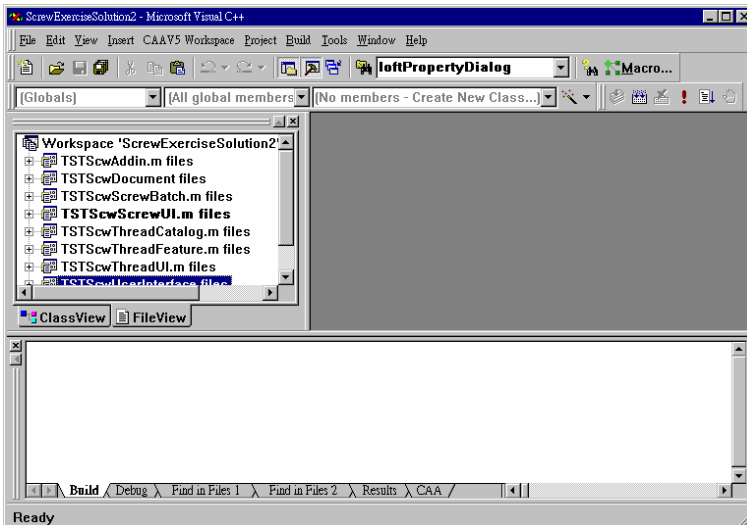 ScrewExerciseSolution2 - Microsoft Visual C++
File Edit View Insert CAAV5 Workspace Project Build Tools Window Help
loftPropertyDialog Macro...
(Globals) (All global members (No members - Create New Class...)
Workspace 'ScrewExerciseSolution2'
TSTScwAddin.m files
TSTScwDocument files
TSTScwScrewBatch.m files
TSTScwScrewUI.m files
TSTScwThreadCatalog.m files
TSTScwThreadFeature.m files
TSTScwThreadUI.m files
TSTScwUserInterface files
ClassView FileView
Build Debug Find in Files 1 Find in Files 2 Results CAA
Ready